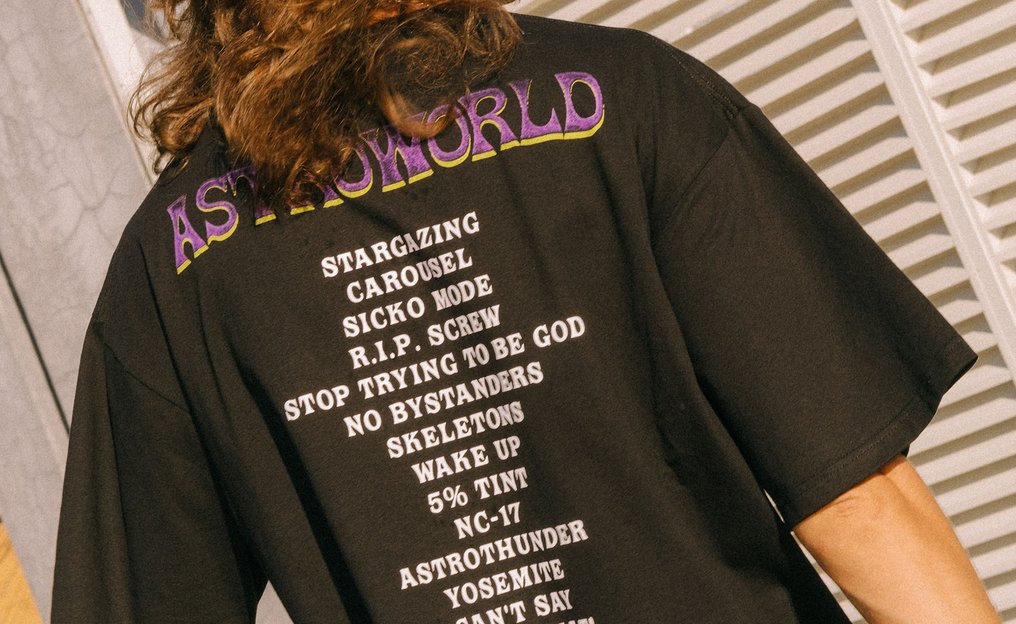 ASTROWORLD
STARGAZING
CAROUSEL
SICKO MODE
R.I.P. SCREW
STOP TRYING TO BE GOD
NO BYSTANDERS
SKELETONS
WAKE UP
5% TINT
NC-17
ASTROTHUNDER
YOSEMITE
CAN'T SAY